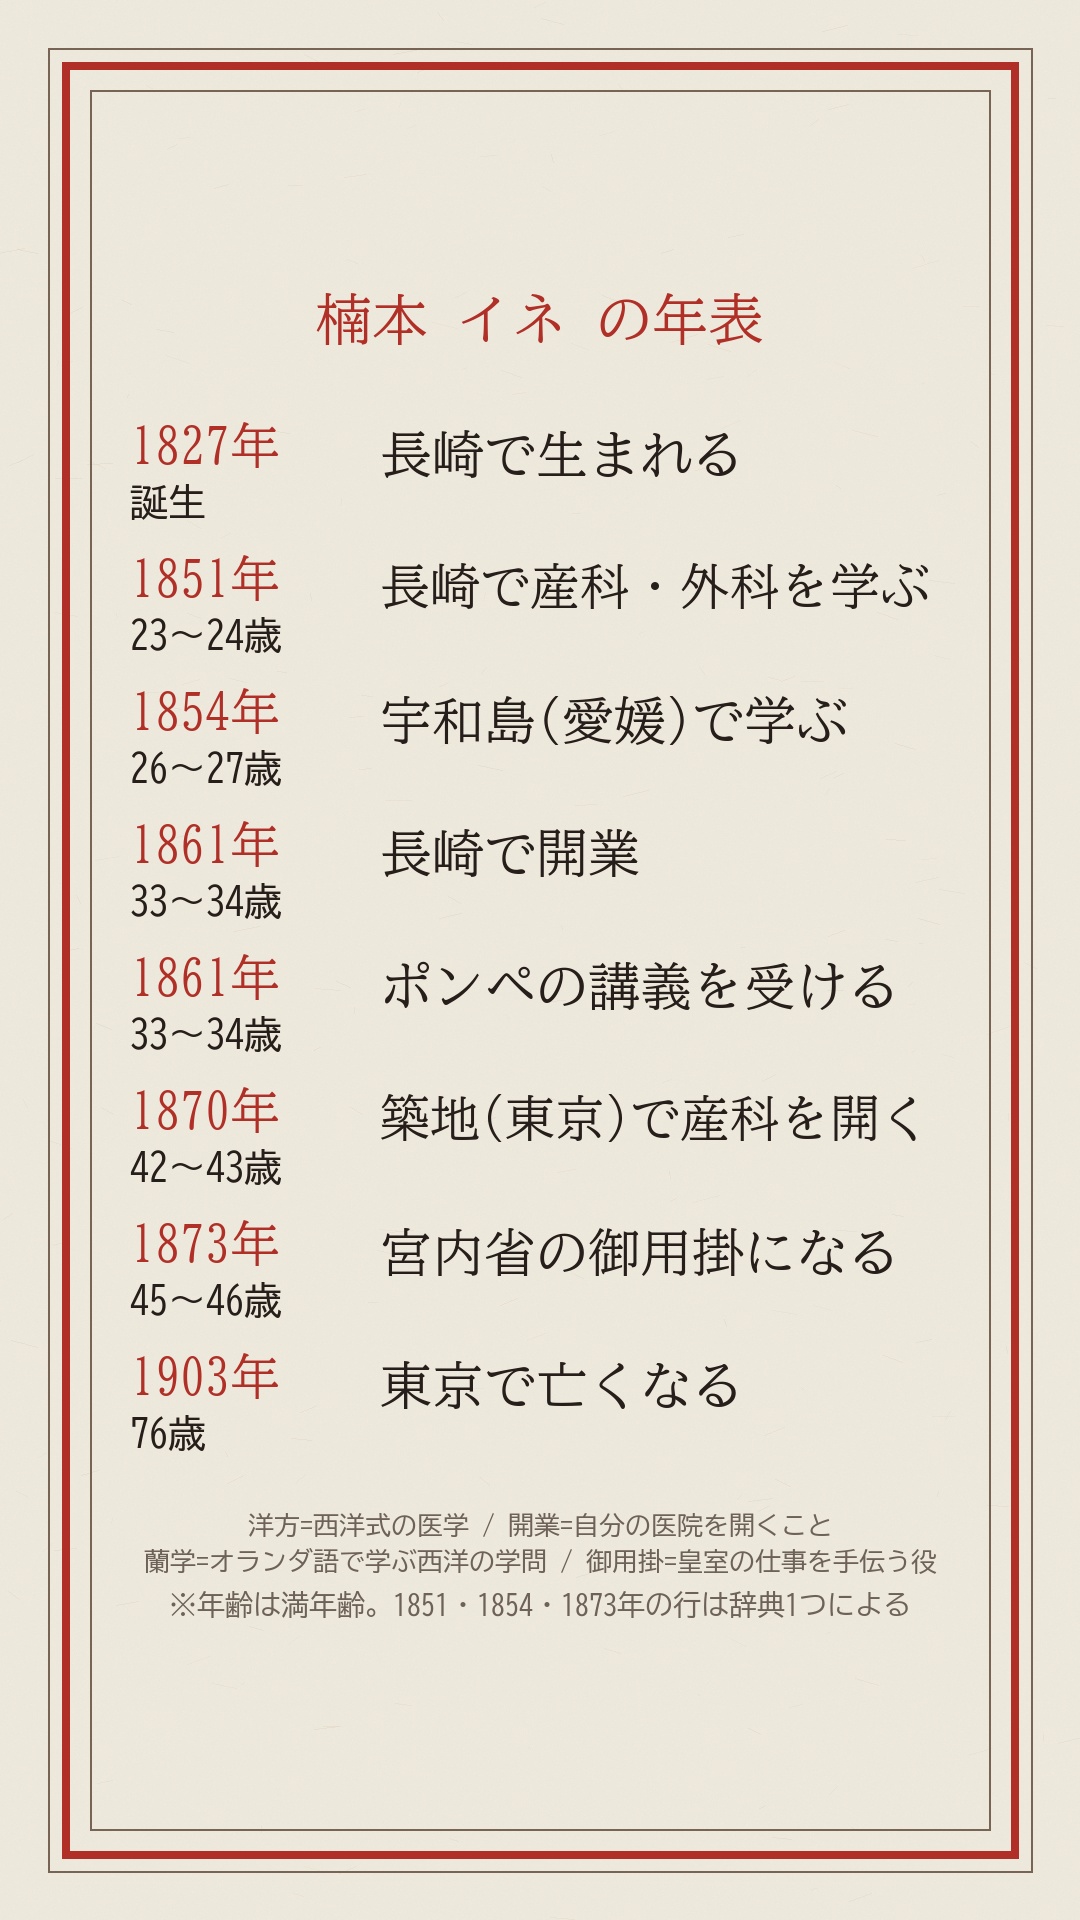 楠本 イネ の年表
1827年 長崎で生まれる
誕生
1851年 長崎で産科・外科を学ぶ
23〜24歳
1854年 宇和島(愛媛)で学ぶ
26〜27歳
1861年 長崎で開業
33〜34歳
1861年 ポンペの講義を受ける
33〜34歳
1870年 築地(東京)で産科を開く
42〜43歳
1873年 宮内省の御用掛になる
45〜46歳
1903年 東京で亡くなる
76歳
洋方=西洋式の医学 / 開業=自分の医院を開くこと
蘭学=オランダ語で学ぶ西洋の学問 / 御用掛=皇室の仕事を手伝う役
※年齢は満年齢。1851・1854・1873年の行は辞典1つによる